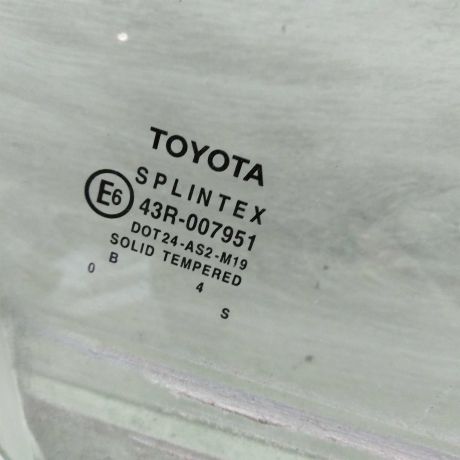 TOYOTA
SPLINTEX
E6 43R-007951
DOT24-AS2-M19
SOLID TEMPERED
0 B 4 S